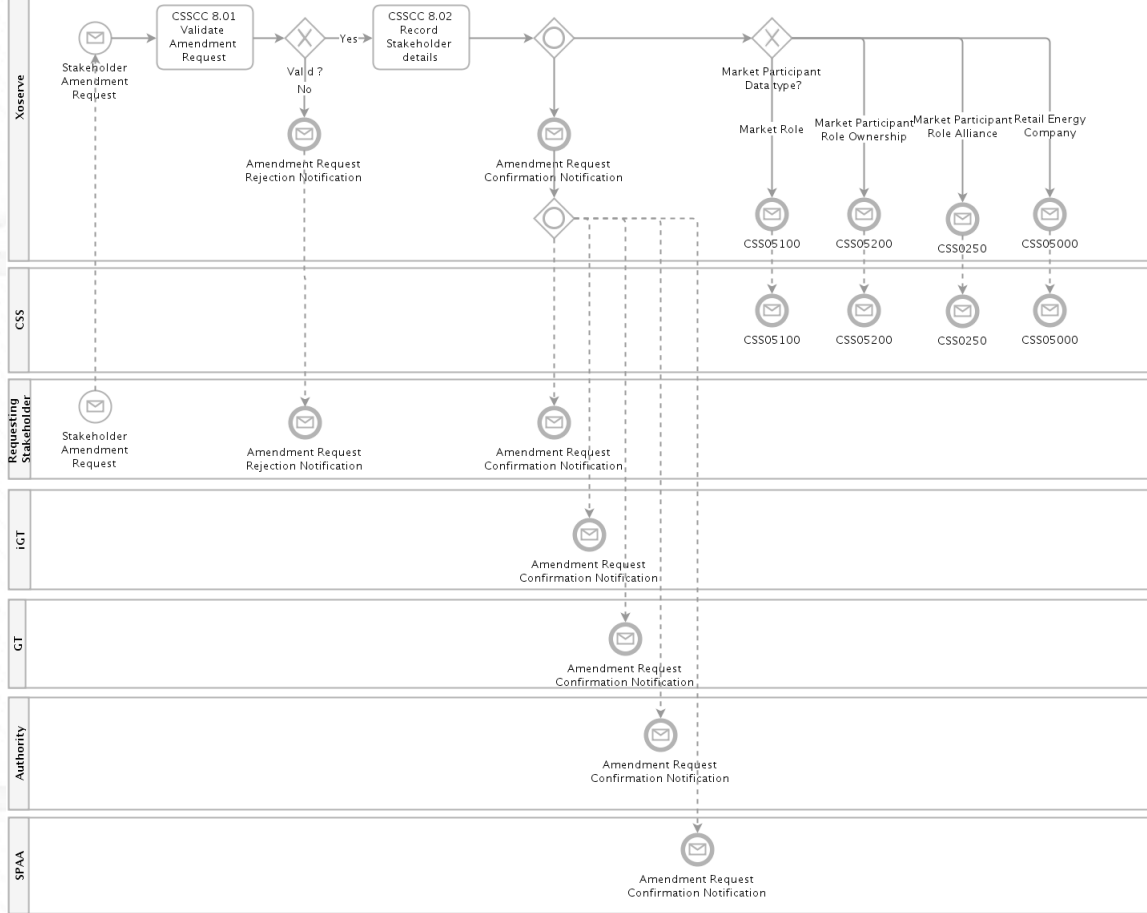 Xoserve
Stakeholder
Amendment
Request
CSSCC 8.01
Validate
Amendment
Request
Valid ?
Yes
No
CSSCC 8.02
Record
Stakeholder
details
Amendment Request
Rejection Notification
Amendment Request
Confirmation Notification
Market Participant
Data type?
Market Role
Market Participant
Role Ownership
Market Participant
Role Alliance
Retail Energy
Company
CSS05100
CSS05200
CSS0250
CSS05000
CSS
CSS05100
CSS05200
CSS0250
CSS05000
Requesting
Stakeholder
Stakeholder
Amendment
Request
Amendment Request
Rejection Notification
Amendment Request
Confirmation Notification
iGT
Amendment Request
Confirmation Notification
GT
Amendment Request
Confirmation Notification
Authority
Amendment Request
Confirmation Notification
SPAA
Amendment Request
Confirmation Notification